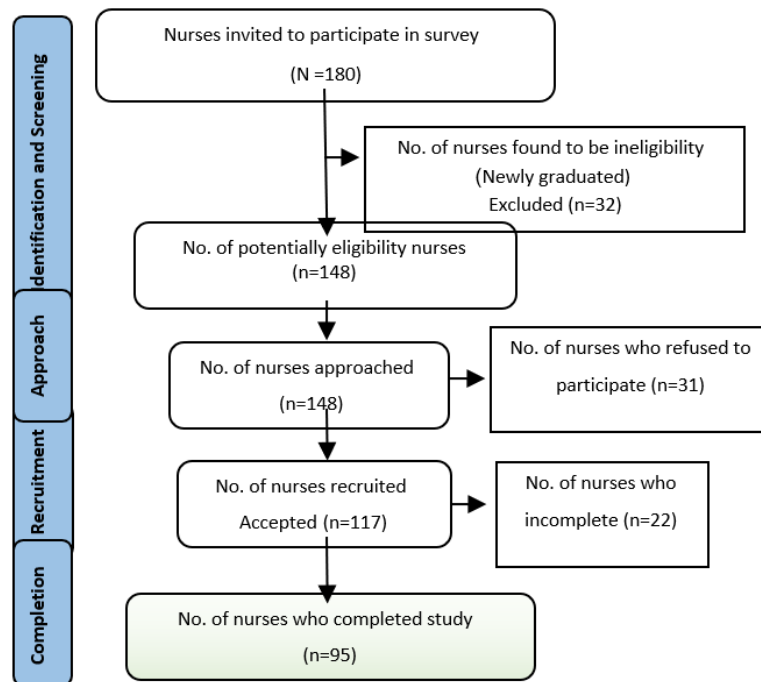 Identification and Screening
Nurses invited to participate in survey
(N =180)
No. of nurses found to be ineligibility
(Newly graduated)
Excluded (n=32)
No. of potentially eligibility nurses
(n=148)
Approach
No. of nurses approached
(n=148)
No. of nurses who refused to
participate (n=31)
Recruitment
No. of nurses recruited
Accepted (n=117)
No. of nurses who
incomplete (n=22)
Completion
No. of nurses who completed study
(n=95)